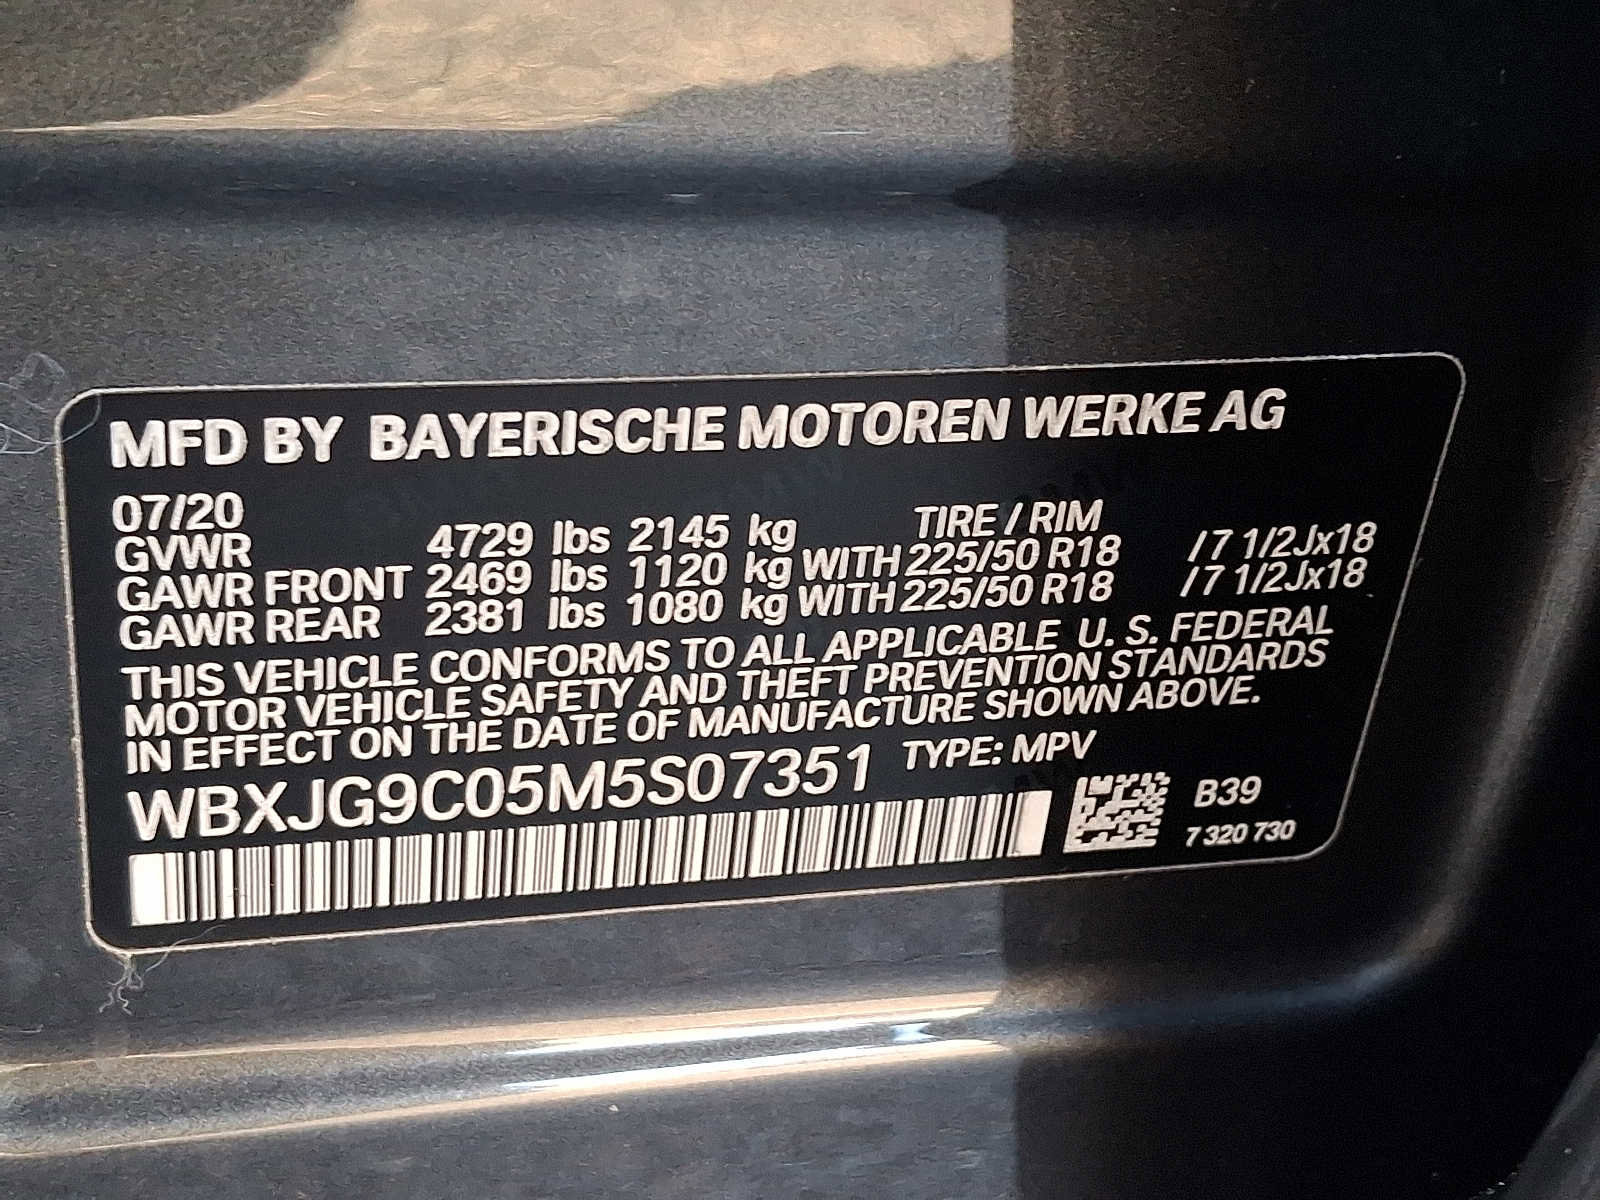 MFD BY BAYERISCHE MOTOREN WERKE AG
07/20 TIRE / RIM
GVWR 4729 lbs 2145 kg
GAWR FRONT 2469 lbs 1120 kg WITH 225/50 R18 / 7 1/2Jx18
GAWR REAR 2381 lbs 1080 kg WITH 225/50 R18 / 7 1/2Jx18
THIS VEHICLE CONFORMS TO ALL APPLICABLE U. S. FEDERAL
MOTOR VEHICLE SAFETY AND THEFT PREVENTION STANDARDS
IN EFFECT ON THE DATE OF MANUFACTURE SHOWN ABOVE.
WBXJG9C05M5S07351 TYPE: MPV
B39
7 320 730